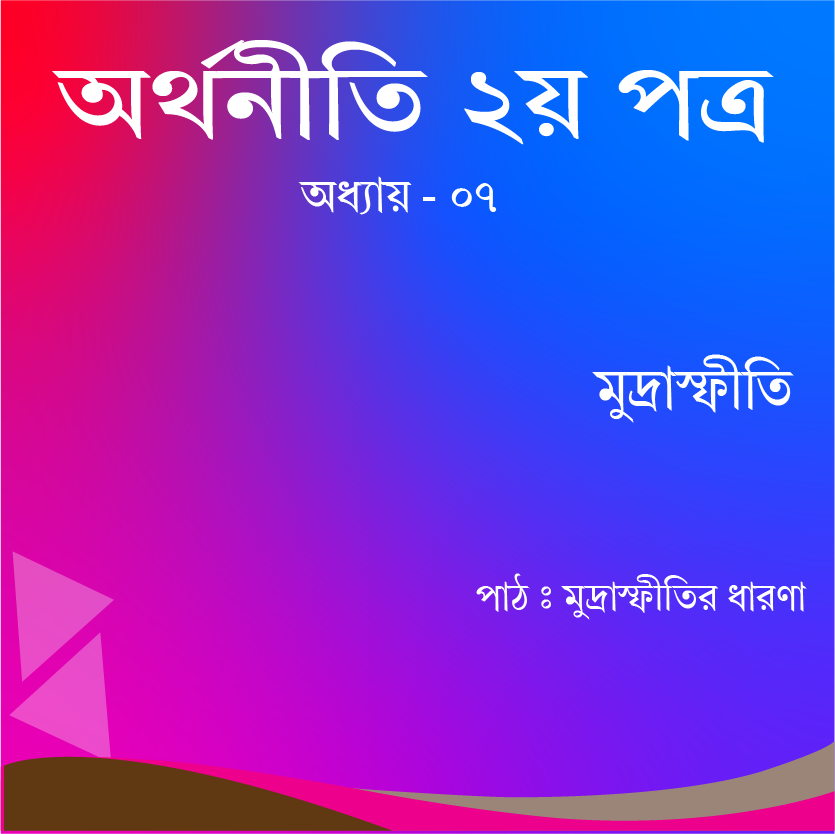 অর্থনীতি ২য় পত্র
অধ্যায় - ০৭
মুদ্রাস্ফীতি
পাঠ ঃ মুদ্রাস্ফীতির ধারণা